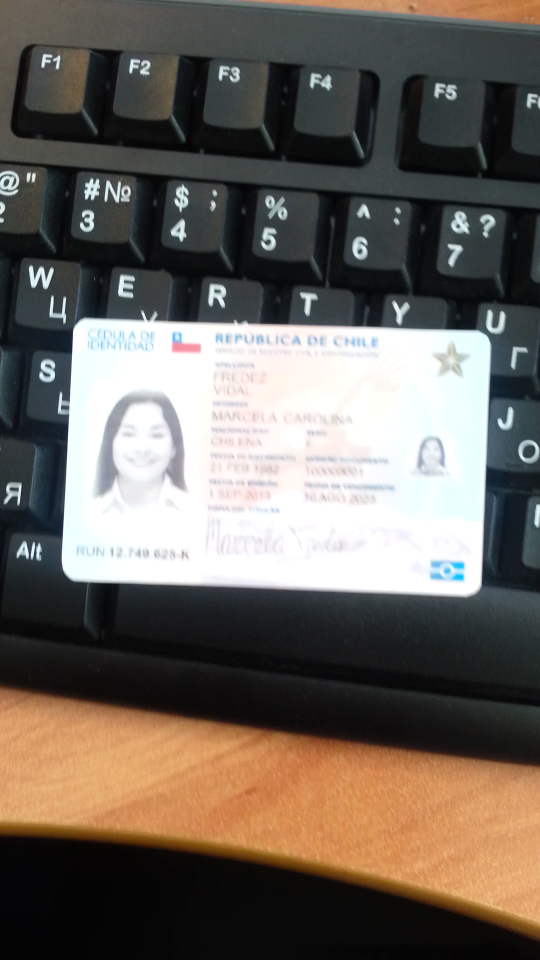 F1 F2 F3 F4 F5
@ "
2 # № 3 $ ; 4 % 5 ^ : 6 & ? 7
W Ц E R T Y U Г
S J О
Я
Alt
CÉDULA DE IDENTIDAD
REPÚBLICA DE CHILE
SERVICIO DE REGISTRO CIVIL E IDENTIFICACIÓN
APELLIDOS
FREDEZ
VIDAL
NOMBRES
MARCELA CAROLINA
NACIONALIDAD SEXO
CHILENA F
FECHA DE NACIMIENTO NÚMERO DOCUMENTO
21 FEB 1982 100000001
FECHA DE EMISIÓN FECHA DE VENCIMIENTO
1 SEP 2013 30 AGO 2023
FIRMA DEL TITULAR
Marcela
RUN 12.749.625-K